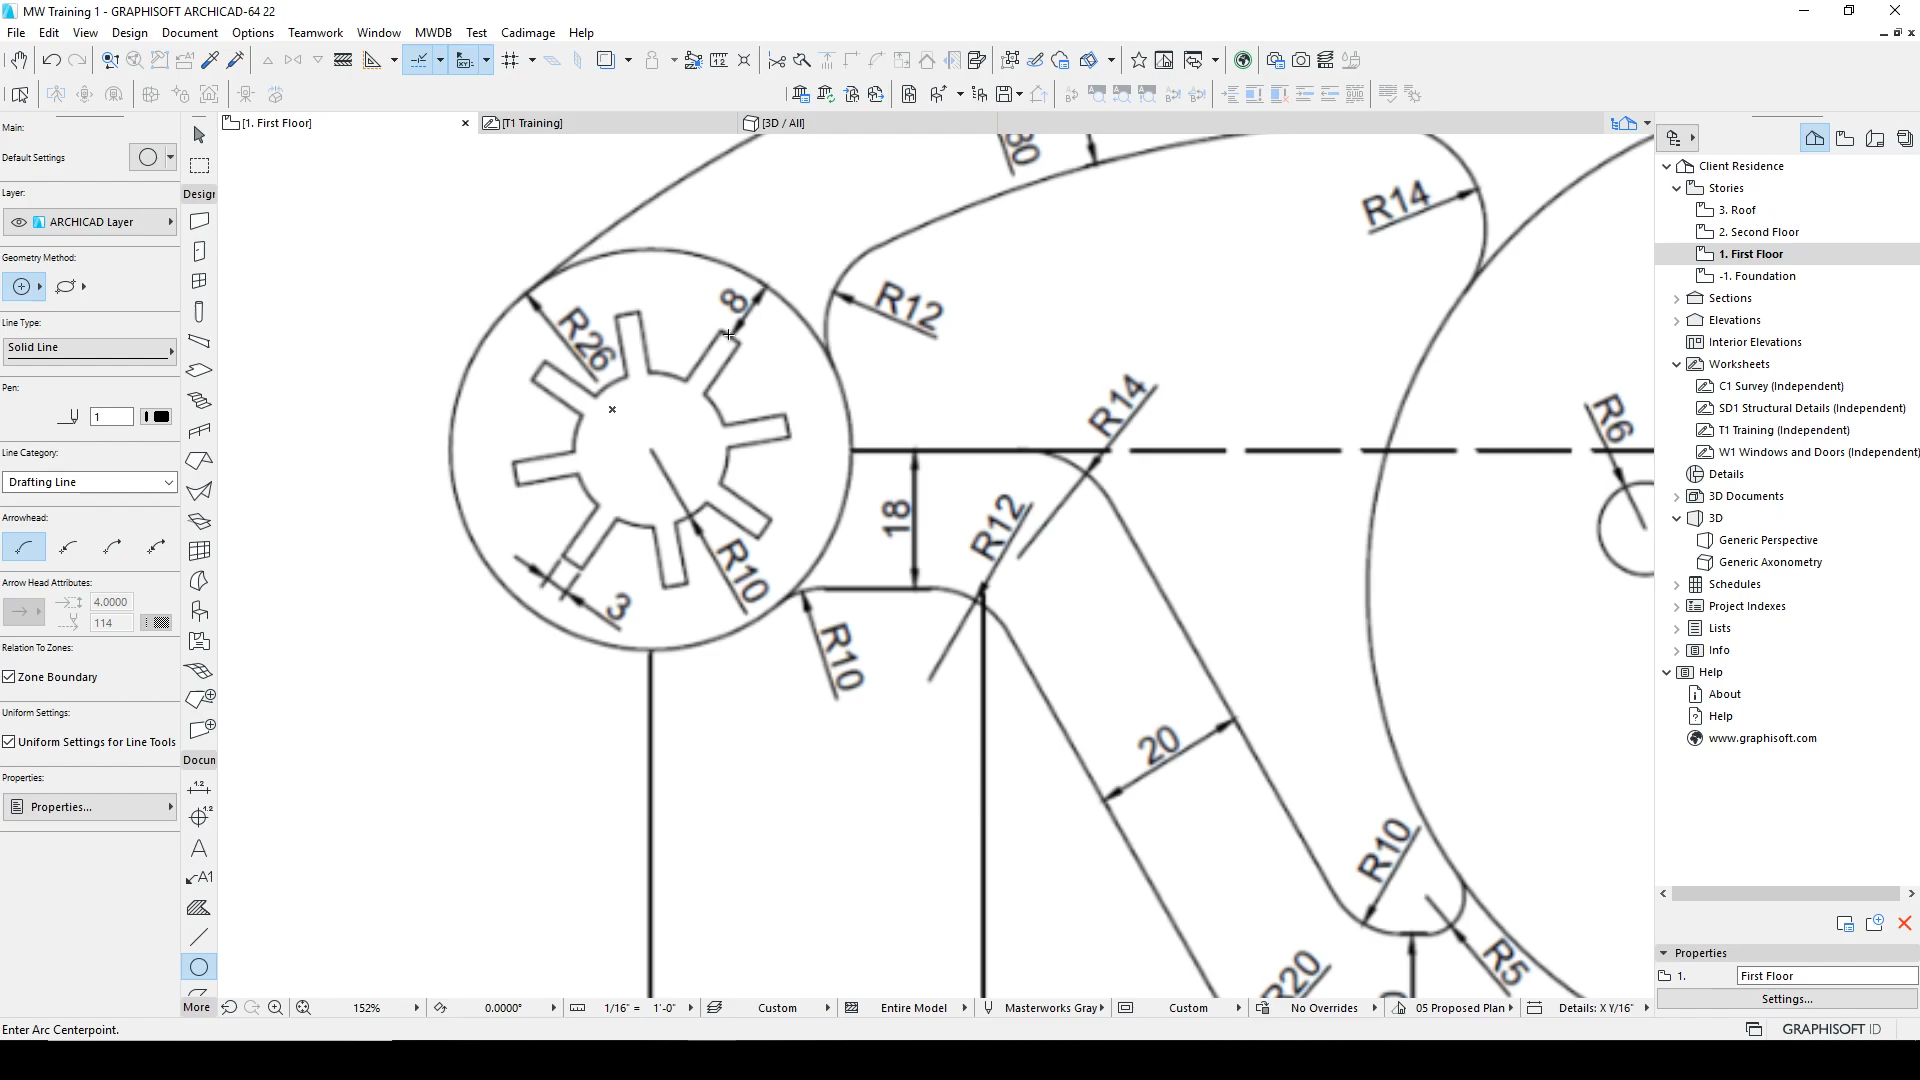 MW Training 1 - GRAPHISOFT ARCHICAD-64 22
File Edit View Design Document Options Teamwork Window MWDB Test Cadimage Help
[1. First Floor]
[T1 Training]
[3D / All]
Main:
Default Settings
Layer:
ARCHICAD Layer
Geometry Method:
Line Type:
Solid Line
Pen:
1
Line Category:
Drafting Line
Arrowhead:
Arrow Head Attributes:
4.0000
114
Relation To Zones:
Zone Boundary
Uniform Settings:
Uniform Settings for Line Tools
Properties:
Properties...
Desigr
Docun
More
R14
R12
8
R26
R14
R6
18
R12
R10
3
R10
20
R10
R20
R5
Client Residence
Stories
3. Roof
2. Second Floor
1. First Floor
-1. Foundation
Sections
Elevations
Interior Elevations
Worksheets
C1 Survey (Independent)
SD1 Structural Details (Independent)
T1 Training (Independent)
W1 Windows and Doors (Independent)
Details
3D Documents
3D
Generic Perspective
Generic Axonometry
Schedules
Project Indexes
Lists
Info
Help
About
Help
www.graphisoft.com
Properties
1. First Floor
Settings...
152% 0.0000° 1/16" = 1'-0" Custom Entire Model Masterworks Gray Custom No Overrides 05 Proposed Plan Details: X Y/16"
Enter Arc Centerpoint.
GRAPHISOFT ID